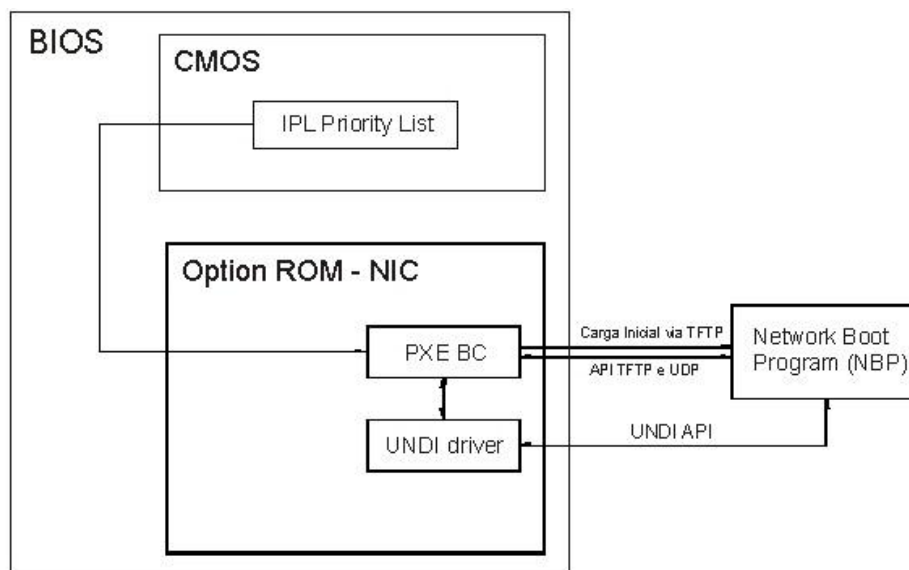 BIOS
CMOS
IPL Priority List
Option ROM - NIC
PXE BC
UNDI driver
Carga Inicial via TFTP
API TFTP e UDP
UNDI API
Network Boot
Program (NBP)